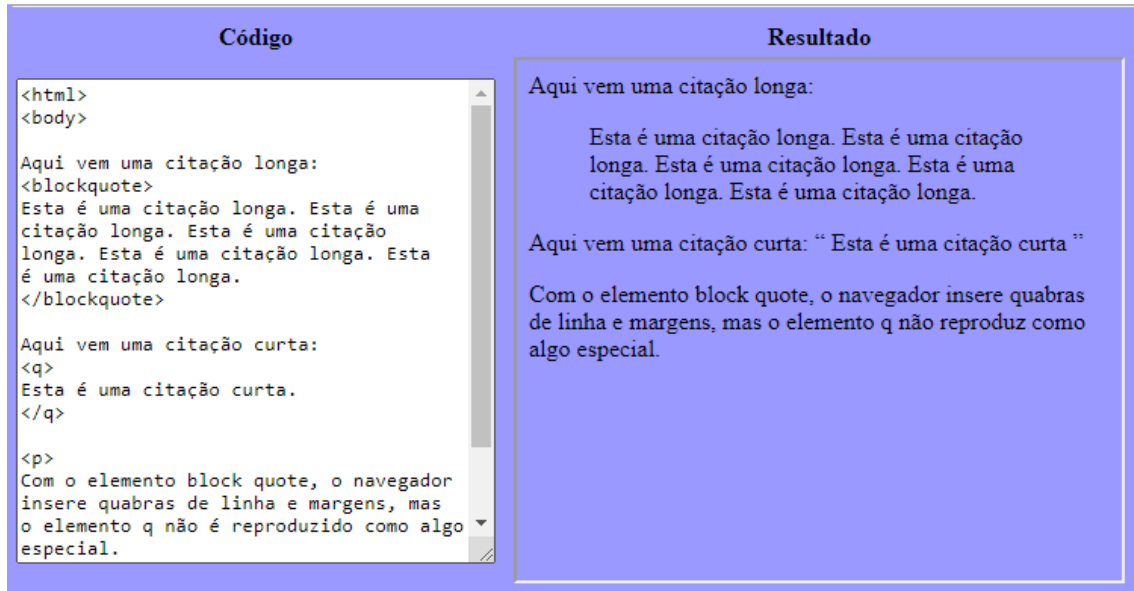 Código
<html>
<body>
Aqui vem uma citação longa:
<blockquote>
Esta é uma citação longa. Esta é uma
citação longa. Esta é uma citação
longa. Esta é uma citação longa. Esta
é uma citação longa.
</blockquote>
Aqui vem uma citação curta:
<q>
Esta é uma citação curta.
</q>
<p>
Com o elemento block quote, o navegador
insere quabras de linha e margens, mas
o elemento q não é reproduzido como algo
especial.
Resultado
Aqui vem uma citação longa:
Esta é uma citação longa. Esta é uma citação
longa. Esta é uma citação longa. Esta é uma
citação longa. Esta é uma citação longa.
Aqui vem uma citação curta: “ Esta é uma citação curta ”
Com o elemento block quote, o navegador insere quabras
de linha e margens, mas o elemento q não reproduz como
algo especial.